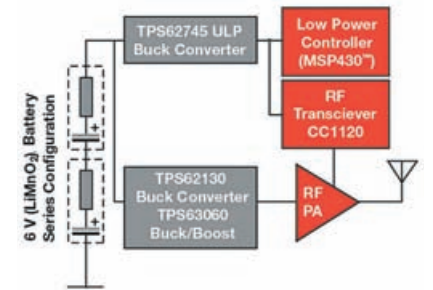 TPS62745 ULP
Buck Converter
Low Power
Controller
(MSP430™)
RF
Transciever
CC1120
6 V (LiMnO₂) Battery
Series Configuration
+
+
TPS62130
Buck Converter
TPS63060
Buck/Boost
RF
PA